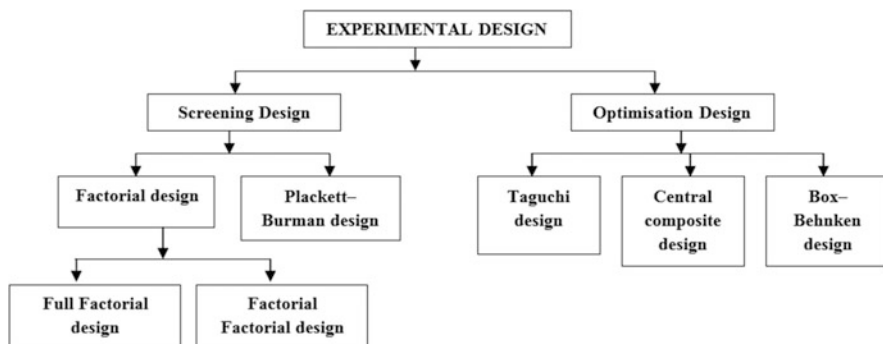 EXPERIMENTAL DESIGN
Screening Design
Optimisation Design
Factorial design
Plackett–
Burman design
Taguchi
design
Central
composite
design
Box–
Behnken
design
Full Factorial
design
Factorial
Factorial design